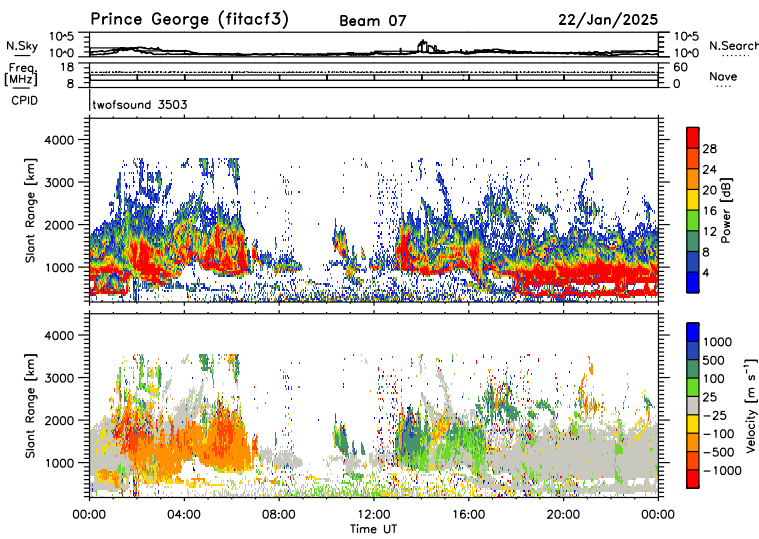 Prince George (fitacf3) Beam 07 22/Jan/2025
N.Sky 10^5 10^5 N.Search
10^0 10^0
Freq 18 60 Nave
[MHz] 8 0
CPID twofsound 3503
Slant Range [km]
4000
3000
2000
1000
Power [dB]
28
24
20
16
12
8
4
Slant Range [km]
4000
3000
2000
1000
Velocity [m s^-1]
1000
500
100
25
-25
-100
-500
-1000
00:00 04:00 08:00 12:00 16:00 20:00 00:00
Time UT